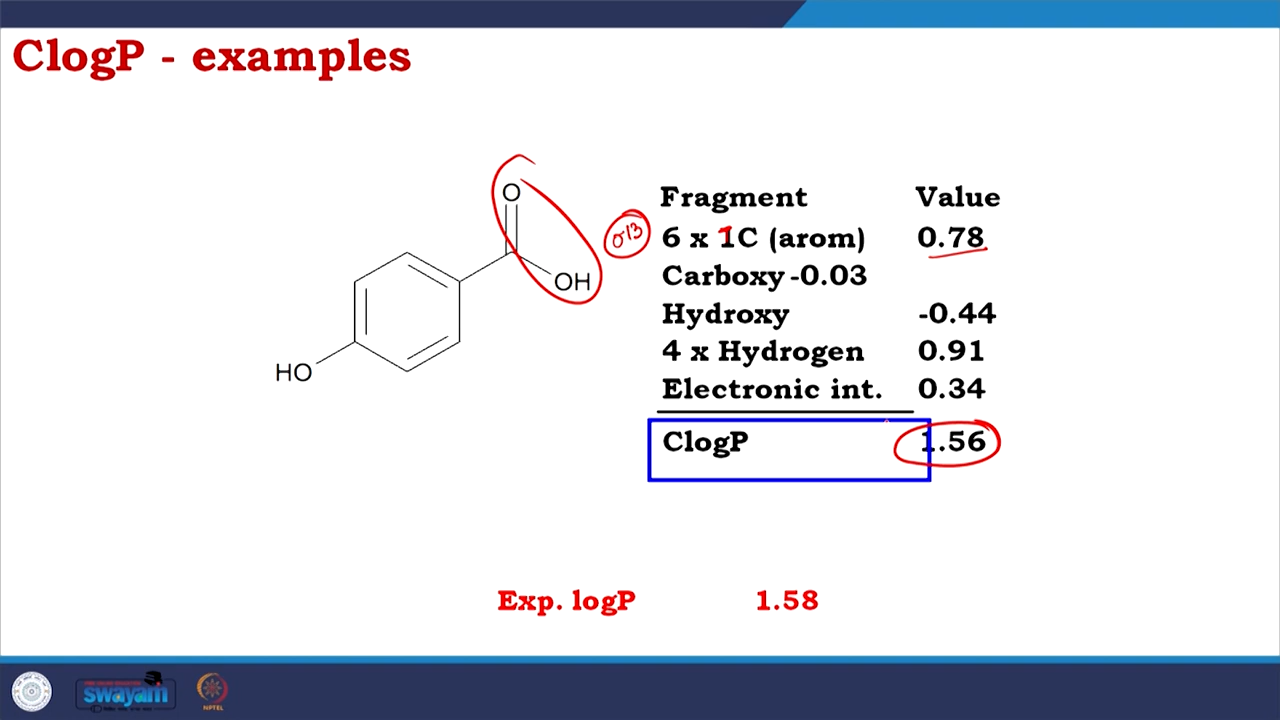 ClogP - examples
O
OH
HO
Fragment Value
0.13 6 x 1C (arom) 0.78
Carboxy -0.03
Hydroxy -0.44
4 x Hydrogen 0.91
Electronic int. 0.34
ClogP 1.56
Exp. logP 1.58
swayam
NPTEL